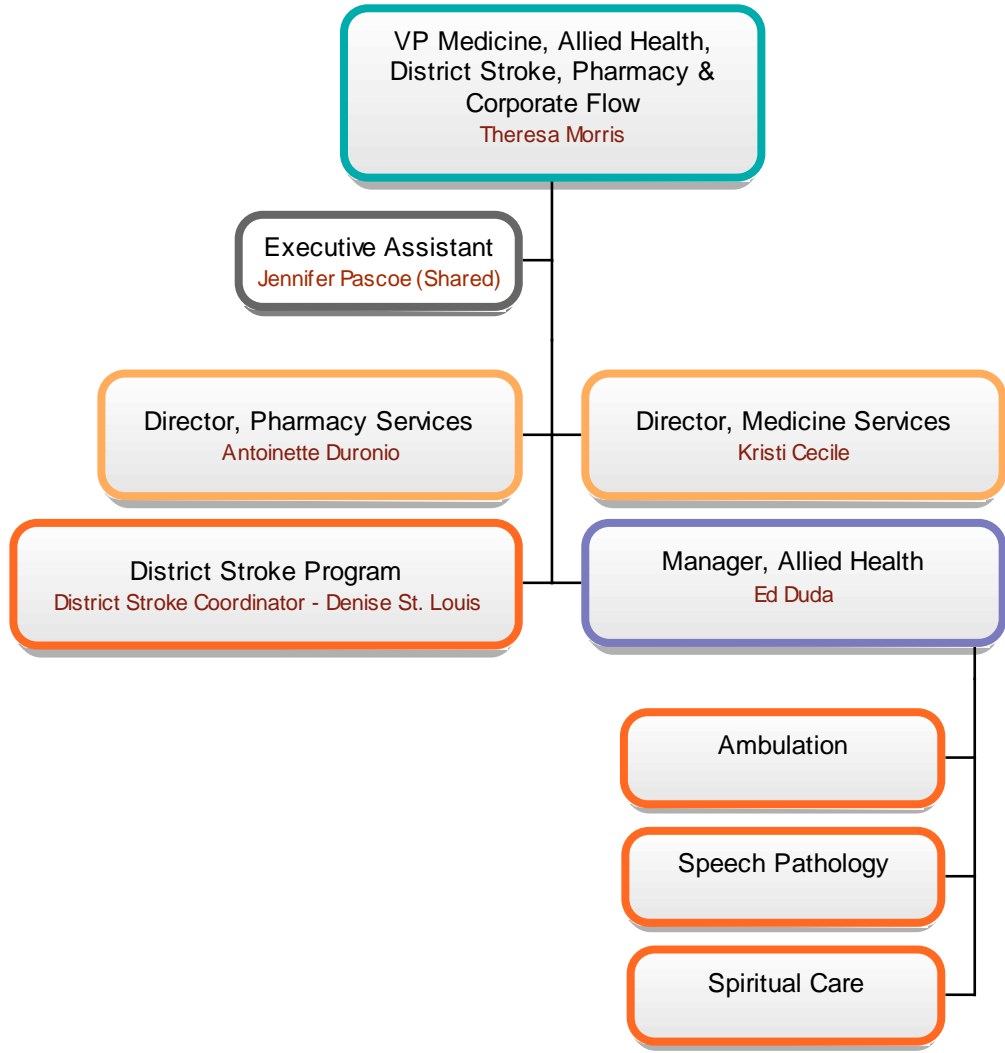 VP Medicine, Allied Health,
District Stroke, Pharmacy &
Corporate Flow
Theresa Morris
Executive Assistant
Jennifer Pascoe (Shared)
Director, Pharmacy Services
Antoinette Duronio
Director, Medicine Services
Kristi Cecile
District Stroke Program
District Stroke Coordinator - Denise St. Louis
Manager, Allied Health
Ed Duda
Ambulation
Speech Pathology
Spiritual Care